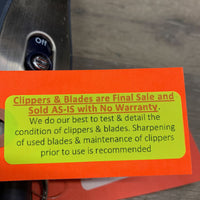 Off
Clippers & Blades are Final Sale and
Sold AS-IS with No Warranty.
We do our best to test & detail the
condition of clippers & blades. Sharpening
of used blades & maintenance of clippers
prior to use is recommended